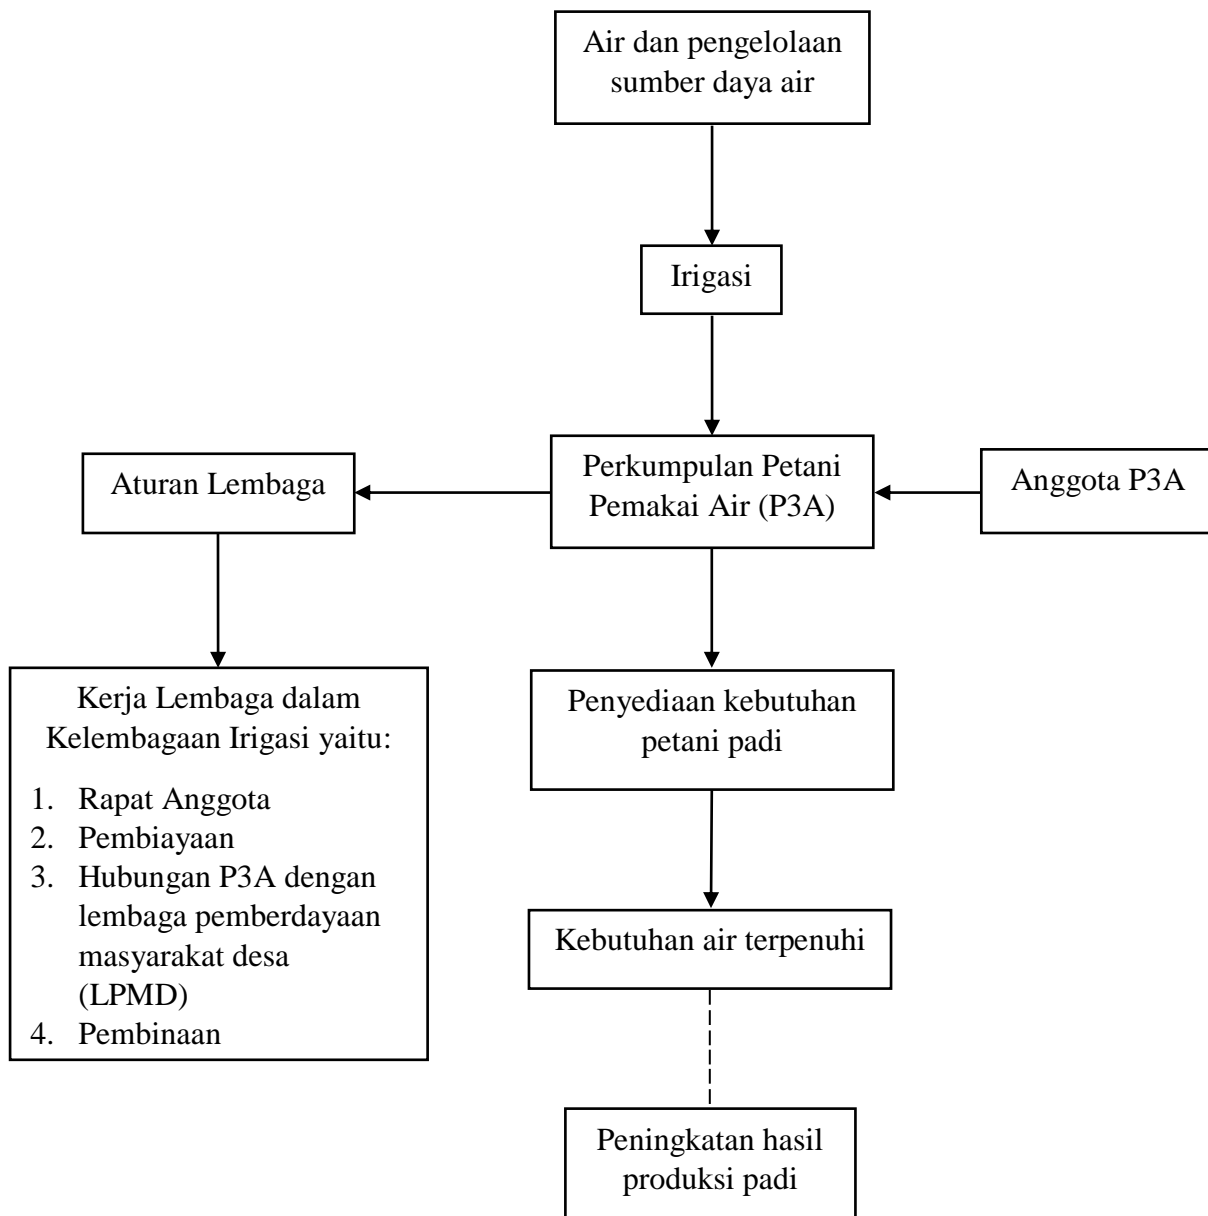 Air dan pengelolaan
sumber daya air
Irigasi
Aturan Lembaga
Perkumpulan Petani
Pemakai Air (P3A)
Anggota P3A
Kerja Lembaga dalam
Kelembagaan Irigasi yaitu:
1. Rapat Anggota
2. Pembiayaan
3. Hubungan P3A dengan
lembaga pemberdayaan
masyarakat desa
(LPMD)
4. Pembinaan
Penyediaan kebutuhan
petani padi
Kebutuhan air terpenuhi
Peningkatan hasil
produksi padi